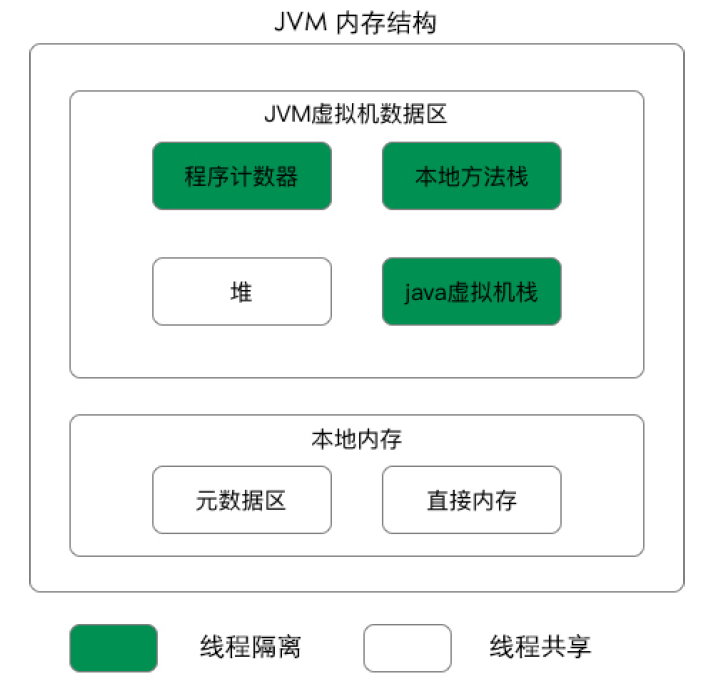 JVM 内存结构
JVM虚拟机数据区
程序计数器
本地方法栈
堆
java虚拟机栈
本地内存
元数据区
直接内存
线程隔离
线程共享